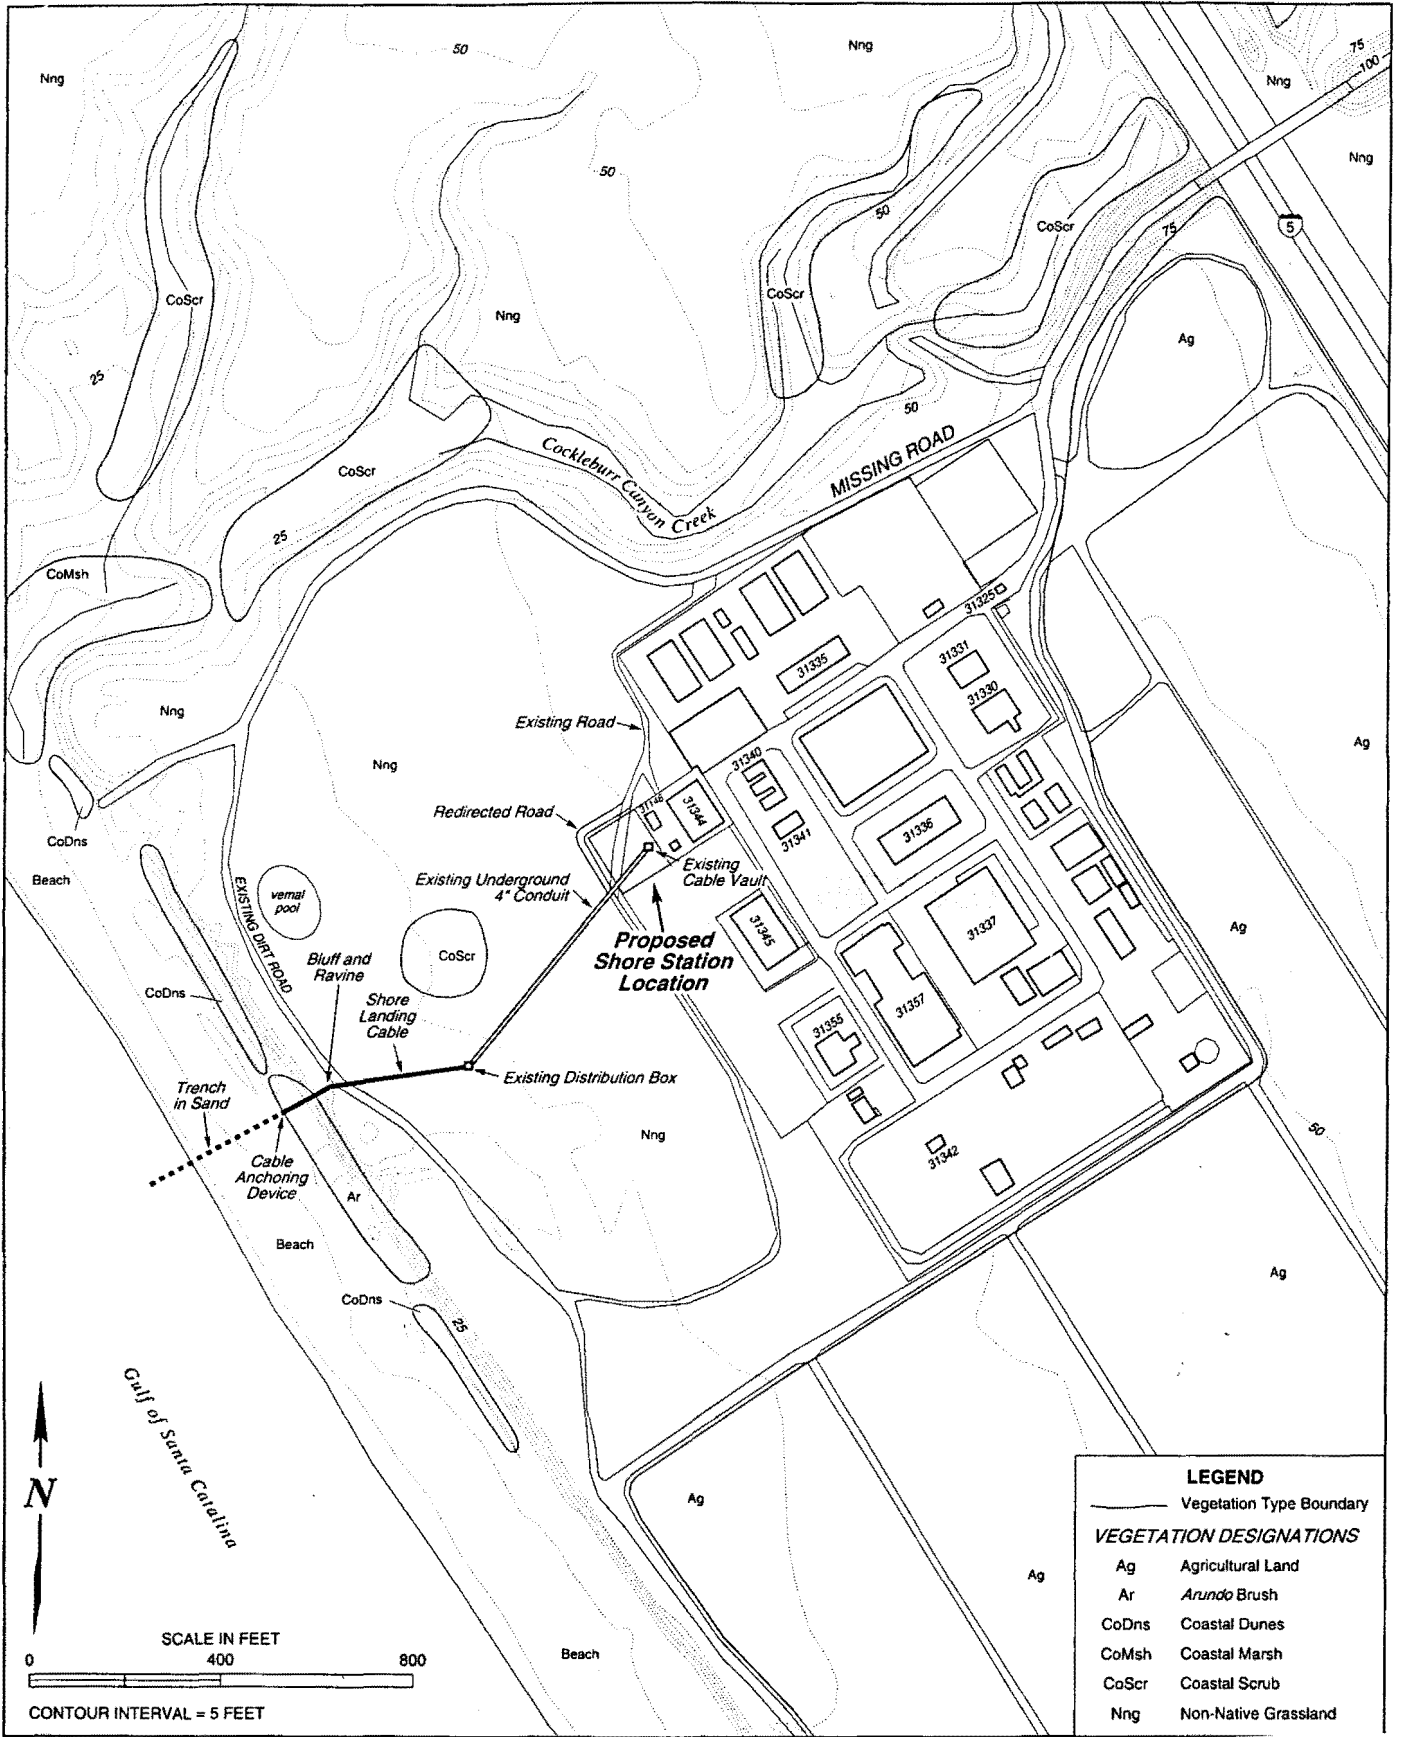 50
Nng
Nng
75
100
Nng
Nng
50
50
CoScr
75
5
CoScr
CoScr
Nng
Ag
25
50
MISSING ROAD
Cockleburr Canyon Creek
CoScr
25
CoMsh
31325
31331
31335
31330
Nng
Existing Road
Ag
Nng
31340
Redirected Road
31146
31344
31341
31336
CoDns
Beach
Existing
Cable Vault
Existing Underground
4" Conduit
EXISTING DIRT ROAD
vernal
pool
31345
31337
Ag
Proposed
Shore Station
Location
CoScr
Bluff and
Ravine
CoDns
Shore
Landing
Cable
31357
31355
Existing Distribution Box
Trench
in Sand
Nng
50
31342
Cable
Anchoring
Device
Ar
Beach
Ag
CoDns
25
Gulf of Santa Catalina
N
Ag
Ag
Beach
SCALE IN FEET
0 400 800
CONTOUR INTERVAL = 5 FEET
LEGEND
Vegetation Type Boundary
VEGETATION DESIGNATIONS
Ag Agricultural Land
Ar Arundo Brush
CoDns Coastal Dunes
CoMsh Coastal Marsh
CoScr Coastal Scrub
Nng Non-Native Grassland